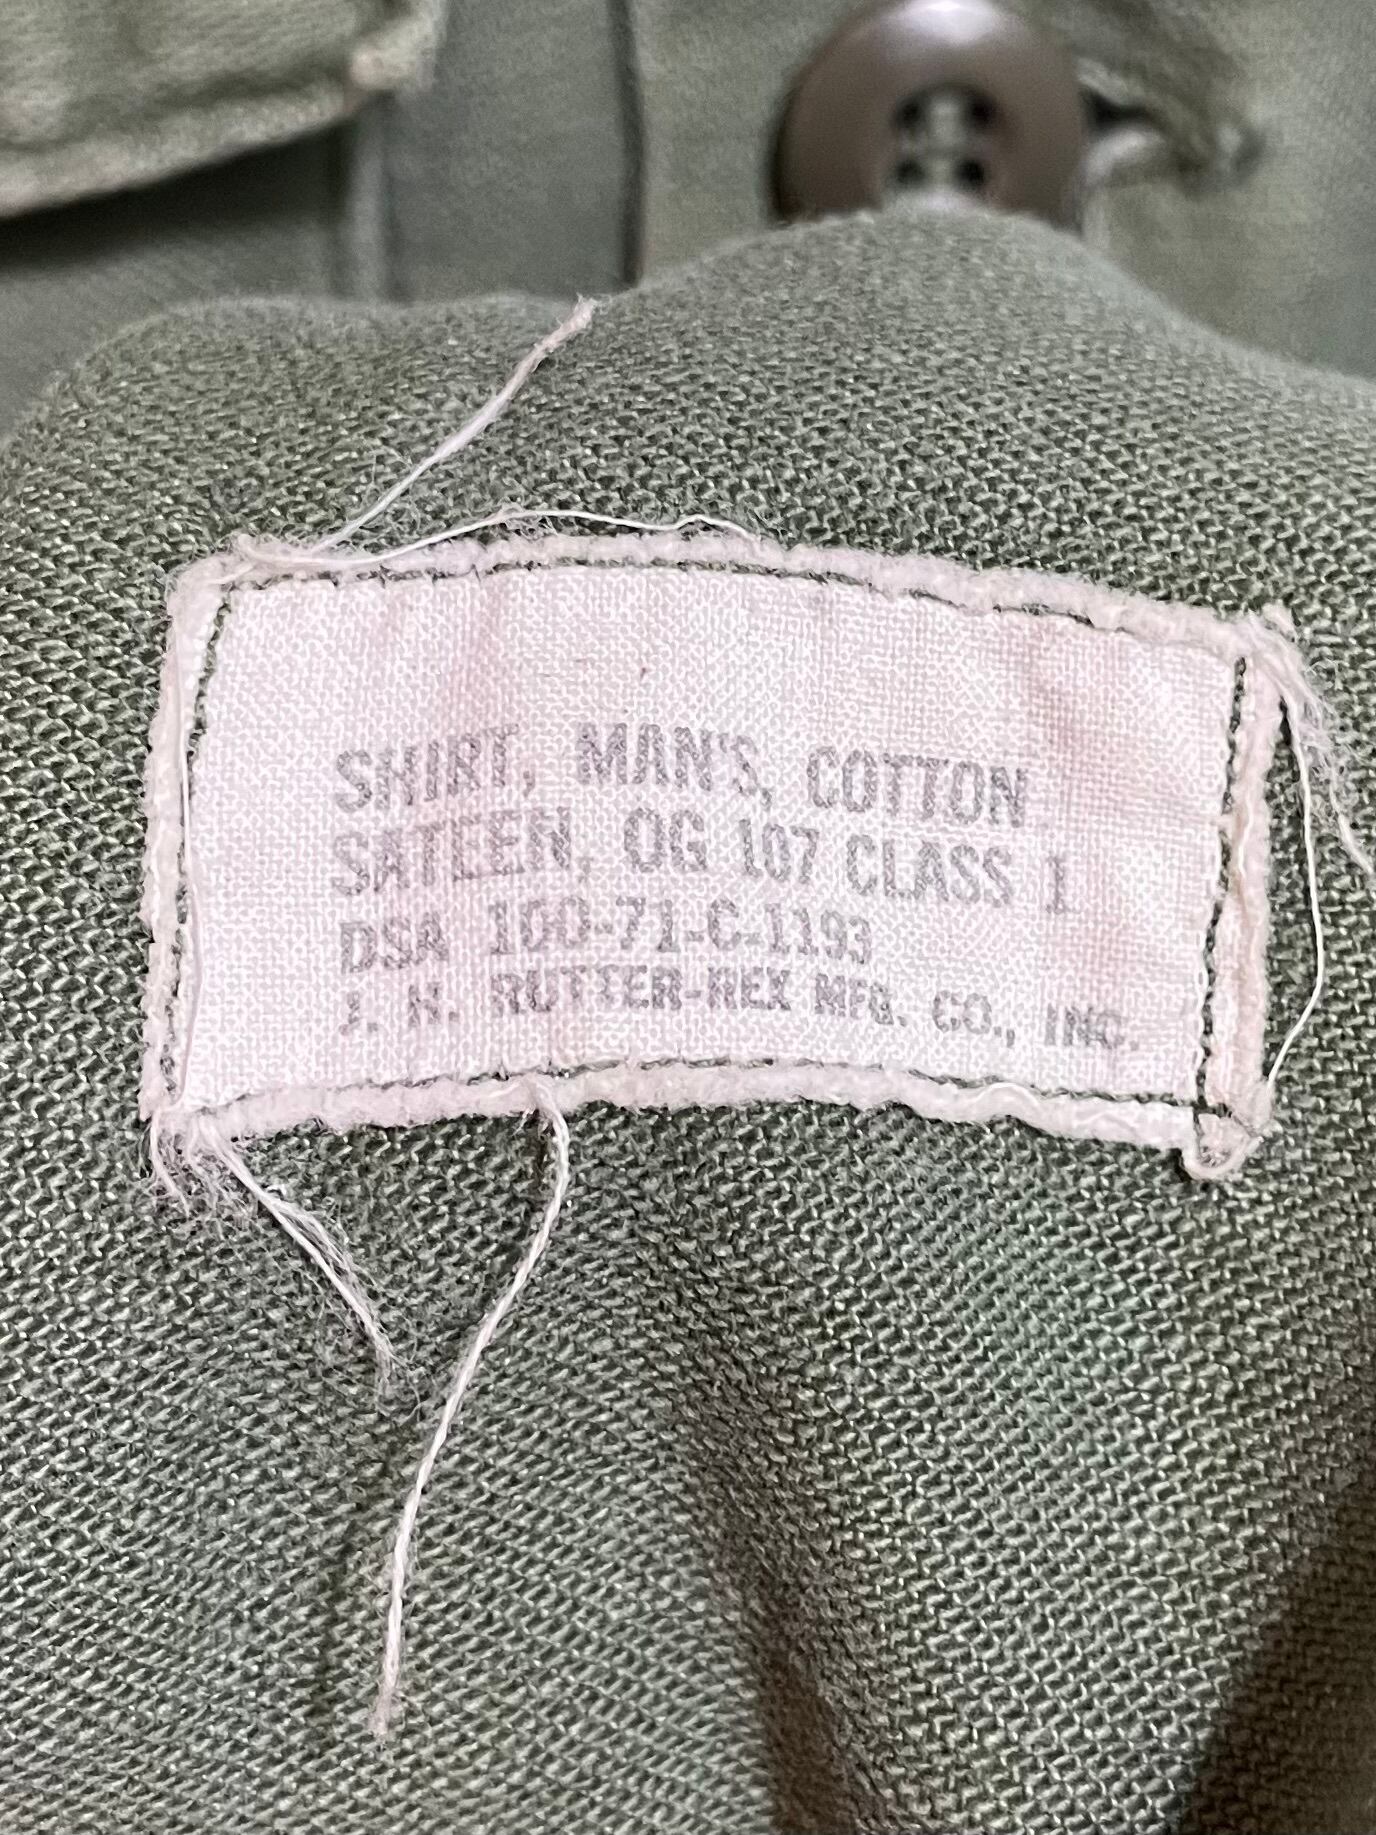 SHIRT, MAN'S, COTTON
SATEEN, OG 107 CLASS 1
DSA 100-71-C-1193
J. H. RUTTER-REX MFG. CO., INC.